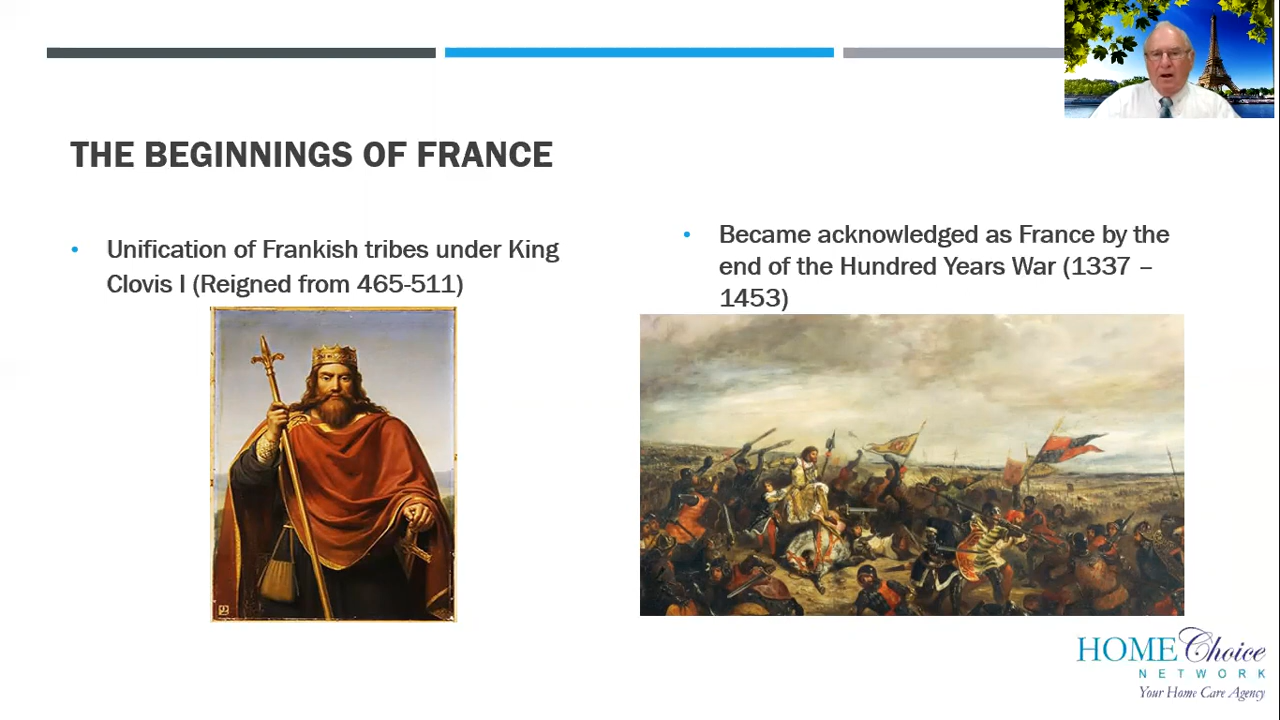 THE BEGINNINGS OF FRANCE
• Unification of Frankish tribes under King
Clovis I (Reigned from 465-511)
• Became acknowledged as France by the
end of the Hundred Years War (1337 –
1453)
HOME Choice
NETWORK
Your Home Care Agency